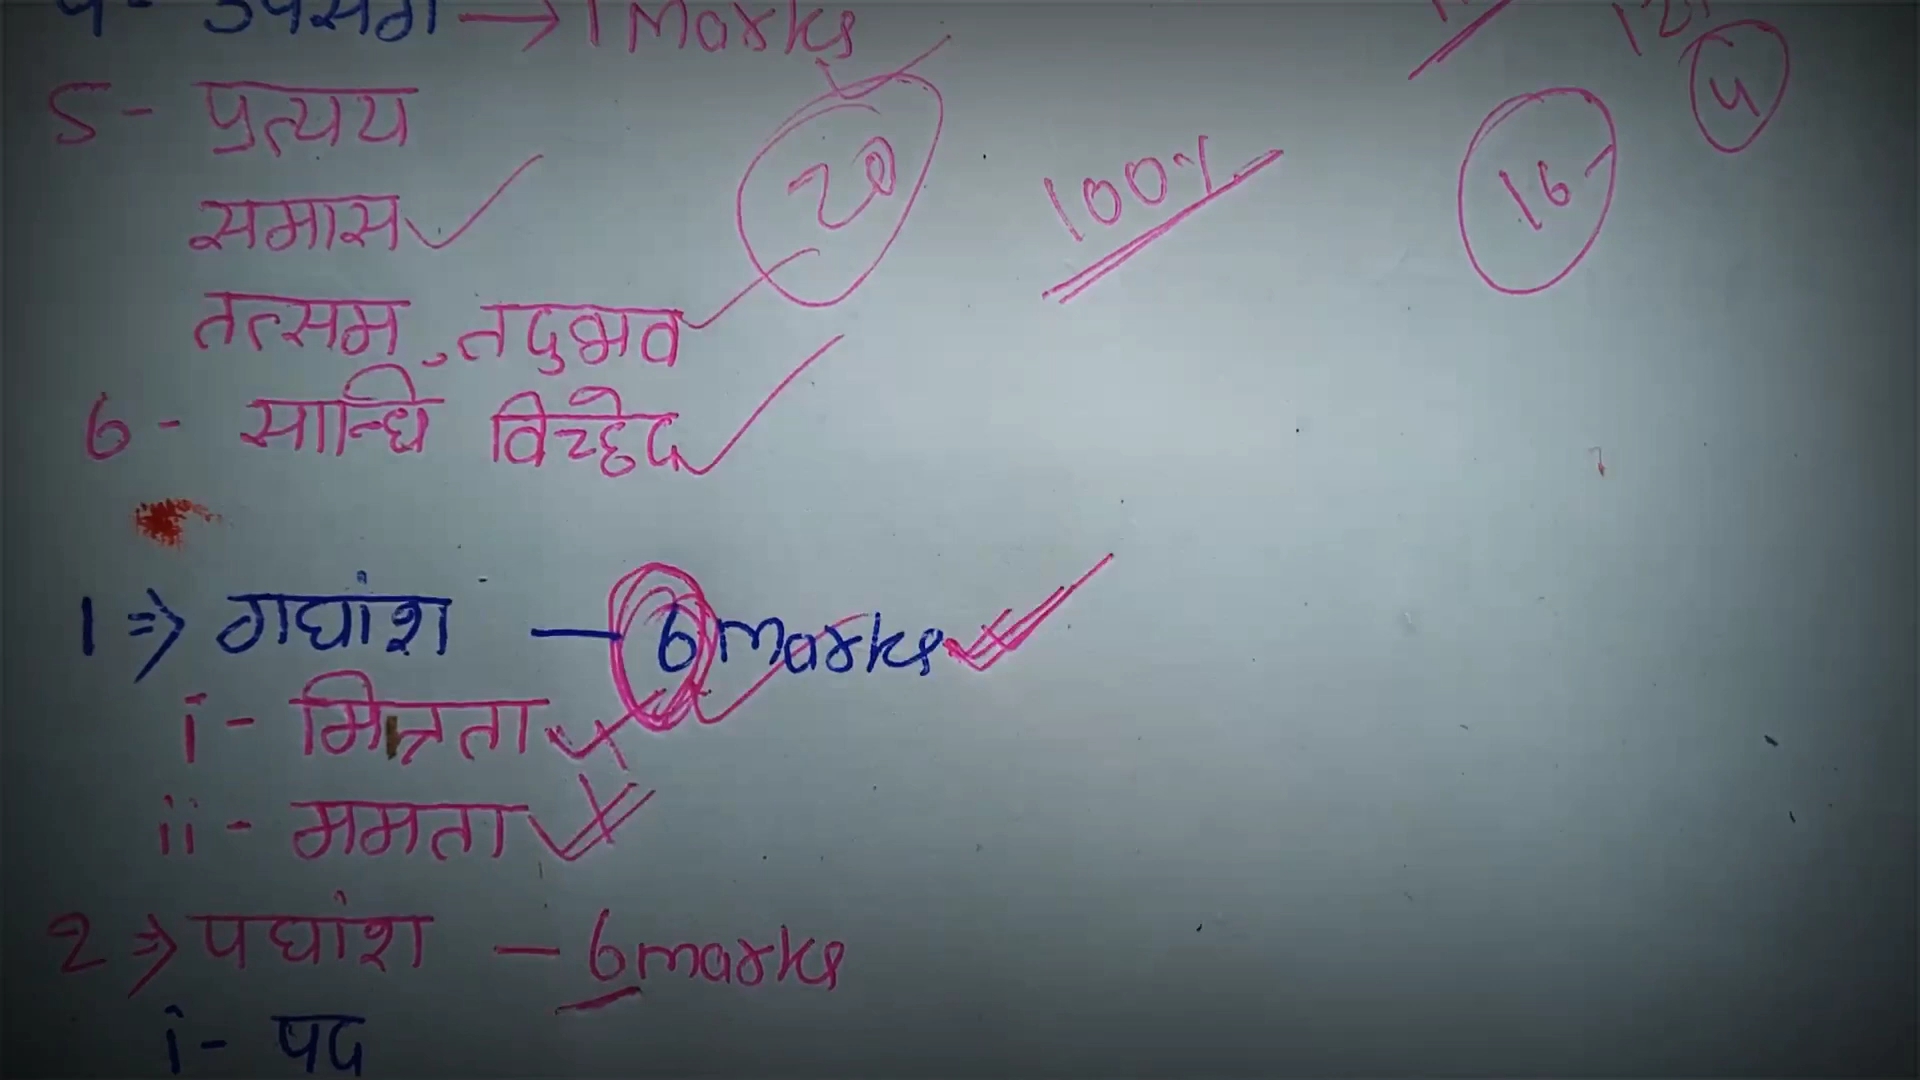 4- उपसर्ग → 1 Marks
5- प्रत्यय
20
100%
16
4
समास
तत्सम, तद्भव
6- सन्धि विच्छेद
1 ⇒ गद्यांश — 6 marks
i - मित्रता
ii - ममता
2 ⇒ पद्यांश — 6 marks
i - पद